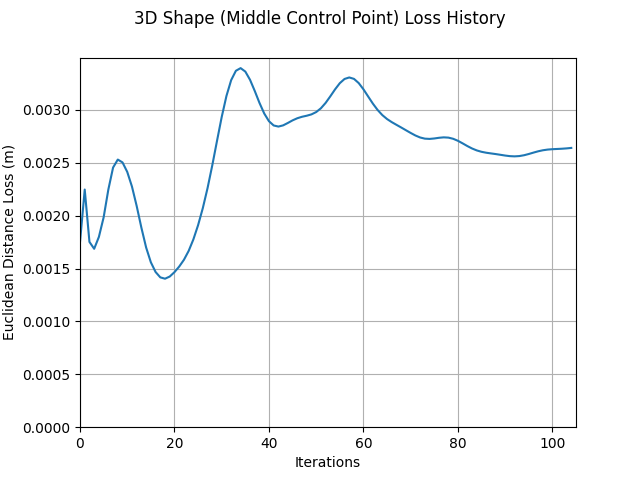 3D Shape (Middle Control Point) Loss History
Euclidean Distance Loss (m)
0.0030
0.0025
0.0020
0.0015
0.0010
0.0005
0.0000
0 20 40 60 80 100
Iterations